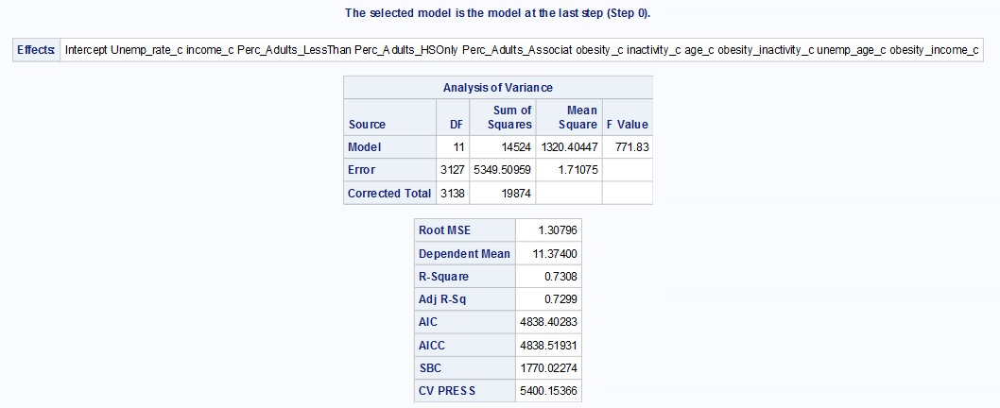 The selected model is the model at the last step (Step 0).
Effects: Intercept Unemp_rate_c income_c Perc_Adults_LessThan Perc_Adults_HSOnly Perc_Adults_Associat obesity_c inactivity_c age_c obesity_inactivity_c unemp_age_c obesity_income_c
Analysis of Variance
Sum of Mean
Source DF Squares Square F Value
Model 11 14524 1320.40447 771.83
Error 3127 5349.50959 1.71075
Corrected Total 3138 19874
Root MSE 1.30796
Dependent Mean 11.37400
R-Square 0.7308
Adj R-Sq 0.7299
AIC 4838.40283
AICC 4838.51931
SBC 1770.02274
CV PRESS 5400.15366